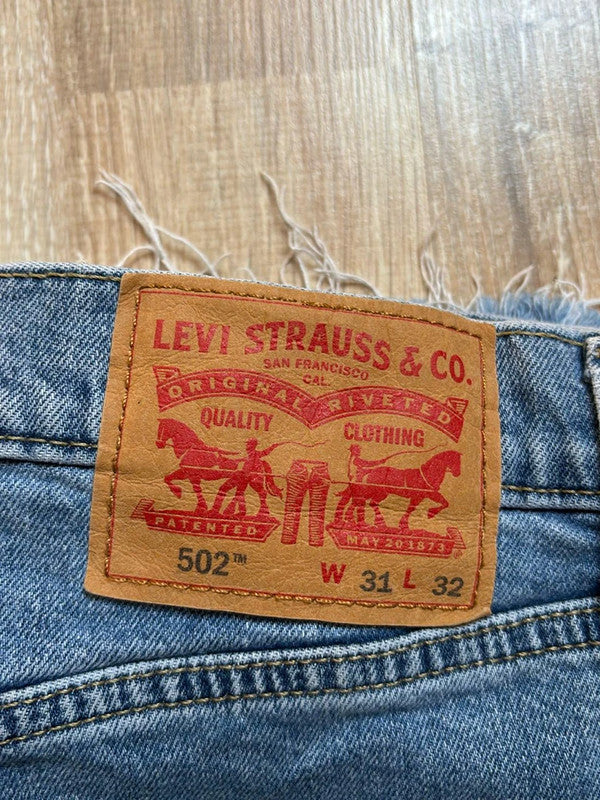 LEVI STRAUSS & CO.
SAN FRANCISCO
CAL.
ORIGINAL RIVETED
QUALITY CLOTHING
PATENTED MAY 20 1873
502™ W 31 L 32